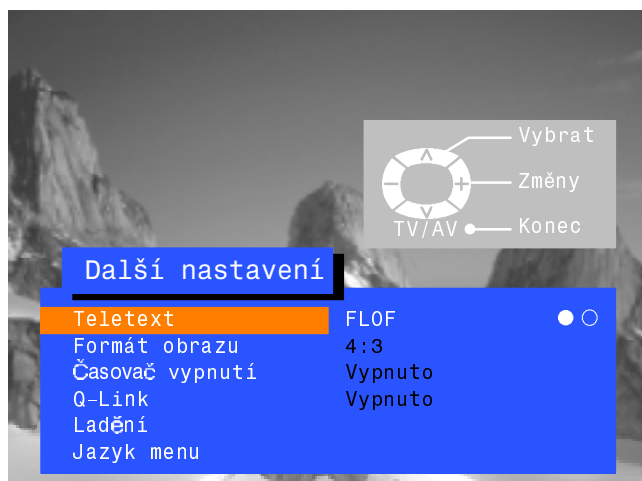 Vybrat
Změny
TV/AV Konec
Další nastavení
Teletext FLOF
Formát obrazu 4:3
Časovač vypnutí Vypnuto
Q–Link Vypnuto
Ladění
Jazyk menu